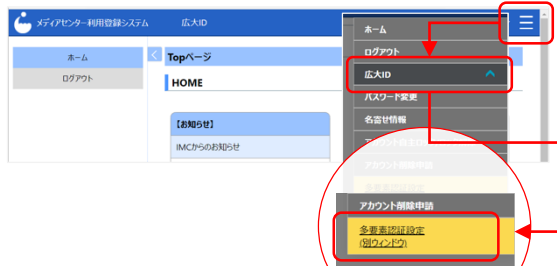 メディアセンター利用登録システム 広大ID
ホーム
ログアウト
Topページ
HOME
【お知らせ】
IMCからのお知らせ
ホーム
ログアウト
広大ID
パスワード変更
名寄せ情報
アカウント削除申請
アカウント削除申請
多要素認証設定
(別ウィンドウ)